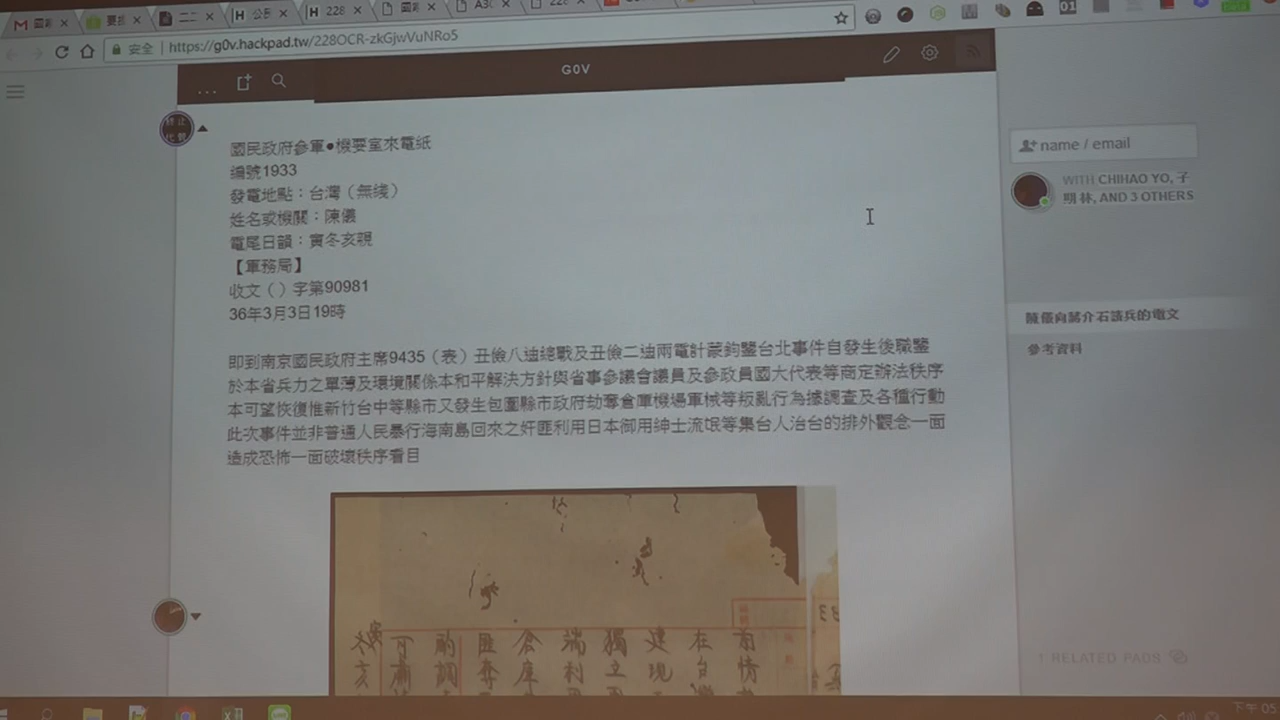 安全 | https://g0v.hackpad.tw/228OCR-zkGjwVuNRo5
G0V
國民政府參軍●機要室來電紙
編號1933
發電地點：台灣（無綫）
姓名或機關：陳儀
電尾日韻：寅冬亥親
【軍務局】
收文（）字第90981
36年3月3日19時
即到南京國民政府主席9435（表）丑儉八迪總戰及丑儉二迪兩電計蒙鈞鑒台北事件自發生後職鑒
於本省兵力之單薄及環境關係本和平解決方針與省事參議會議員及參政員國大代表等商定辦法秩序
本可望恢復惟新竹台中等縣市又發生包圍縣市政府劫奪倉庫機場軍械等叛亂行為據調查及各種行動
此次事件並非普通人民暴行海南島回來之奸匪利用日本御用紳士流氓等集台人治台的排外觀念一面
造成恐怖一面破壞秩序看目
name / email
WITH CHIHAO YO, 子
翔 林, AND 3 OTHERS
陳儀向蔣介石請兵的電文
參考資料
1 RELATED PADS